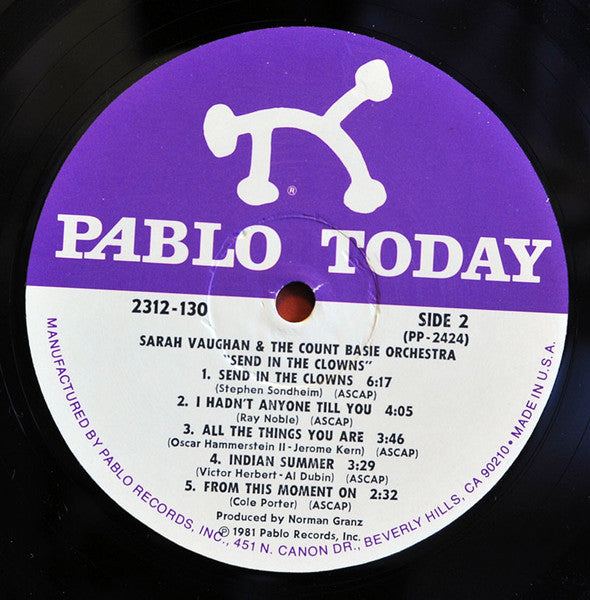 ®
PABLO TODAY
2312-130
SIDE 2
(PP-2424)
SARAH VAUGHAN & THE COUNT BASIE ORCHESTRA
"SEND IN THE CLOWNS"
1. SEND IN THE CLOWNS 6:17
(Stephen Sondheim) (ASCAP)
2. I HADN'T ANYONE TILL YOU 4:05
(Ray Noble) (ASCAP)
3. ALL THE THINGS YOU ARE 3:46
(Oscar Hammerstein II - Jerome Kern) (ASCAP)
4. INDIAN SUMMER 3:29
(Victor Herbert - Al Dubin) (ASCAP)
5. FROM THIS MOMENT ON 2:32
(Cole Porter) (ASCAP)
Produced by Norman Granz
℗ 1981 Pablo Records, Inc.
MANUFACTURED BY PABLO RECORDS, INC., 451 N. CANON DR., BEVERLY HILLS, CA 90210 • MADE IN U.S.A.